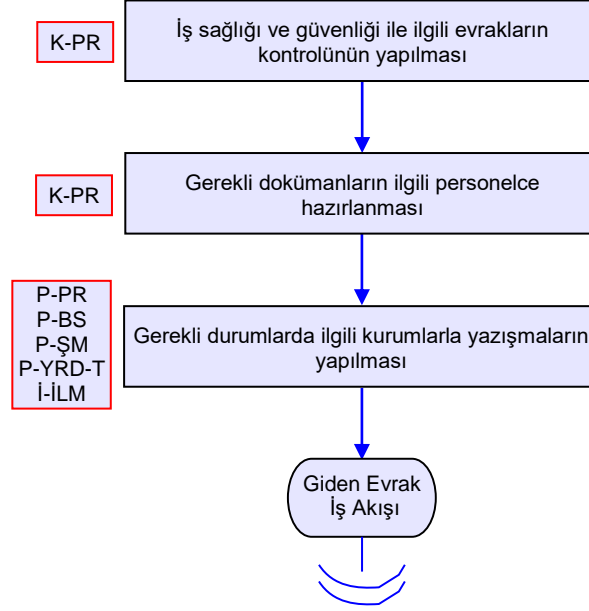 K-PR
İş sağlığı ve güvenliği ile ilgili evrakların
kontrolünün yapılması
K-PR
Gerekli dokümanların ilgili personelce
hazırlanması
P-PR
P-BS
P-ŞM
P-YRD-T
İ-İLM
Gerekli durumlarda ilgili kurumlarla yazışmaların
yapılması
Giden Evrak
İş Akışı